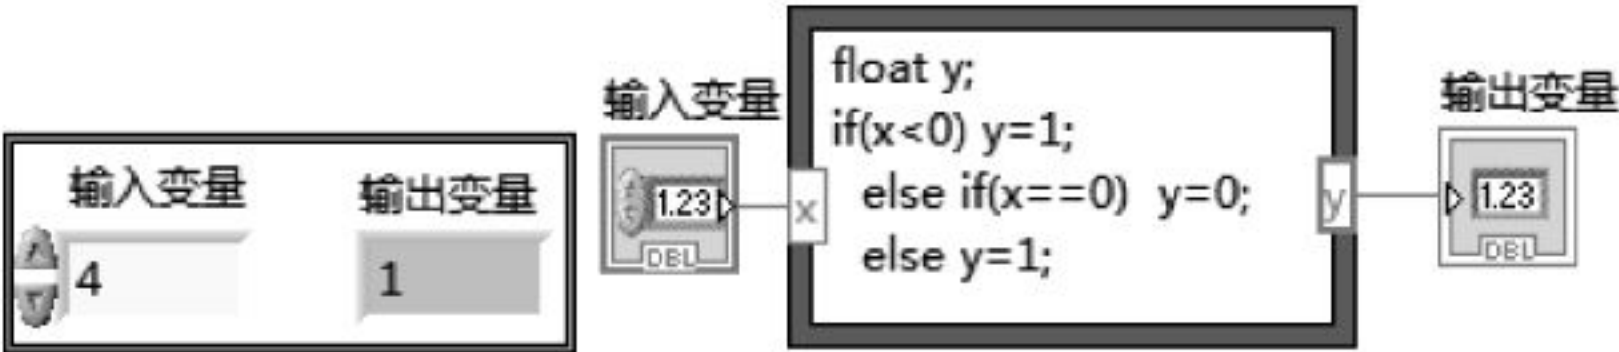 输入变量
输出变量
4
1
输入变量
1.23
DBL
x
float y;
if(x<0) y=1;
else if(x==0) y=0;
else y=1;
y
输出变量
1.23
DBL